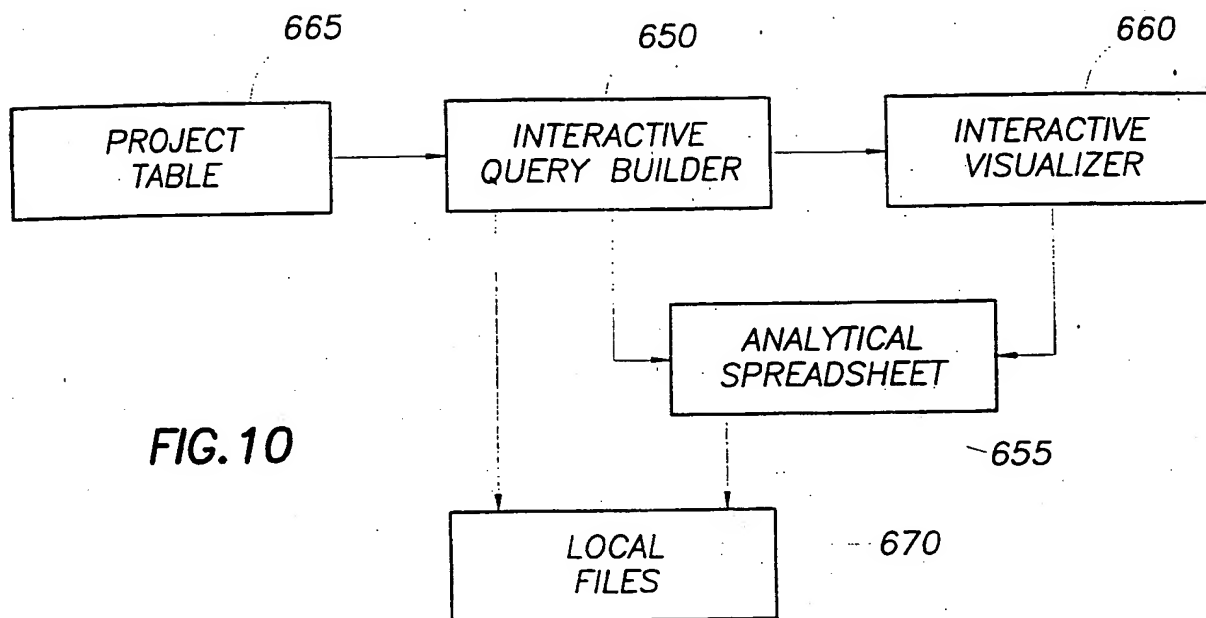 665
650
660
PROJECT
TABLE
INTERACTIVE
QUERY BUILDER
INTERACTIVE
VISUALIZER
ANALYTICAL
SPREADSHEET
FIG. 10
655
LOCAL
FILES
670